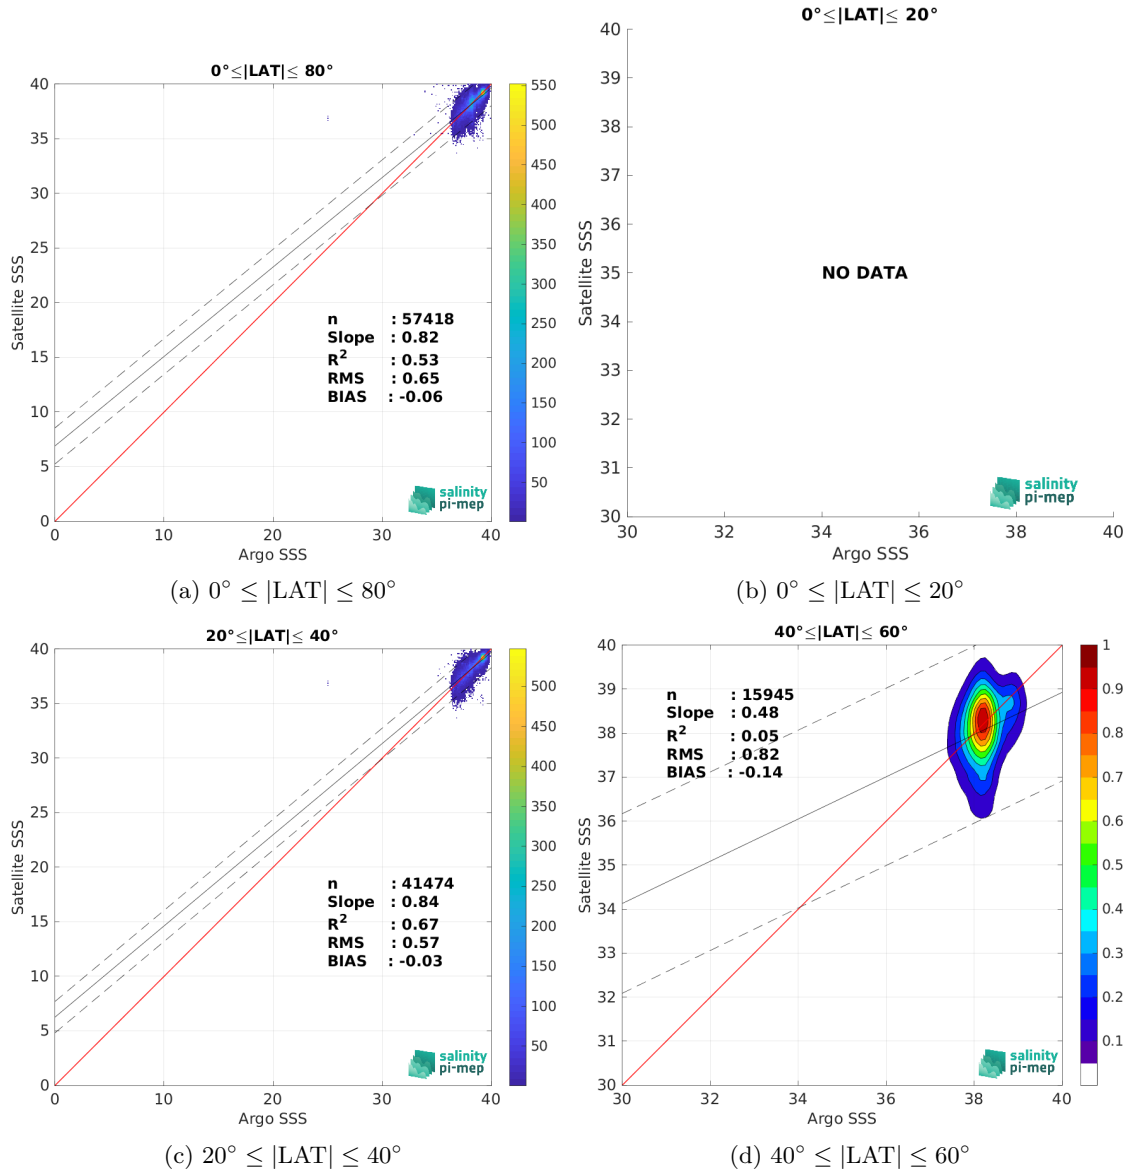 0°≤|LAT|≤ 80°
40
35
30
25
20
15
10
5
0
Satellite SSS
n : 57418
Slope : 0.82
R² : 0.53
RMS : 0.65
BIAS : -0.06
salinity
pi-mep
0 10 20 30 40
Argo SSS
550
500
450
400
350
300
250
200
150
100
50
(a) 0° ≤ |LAT| ≤ 80°
0°≤|LAT|≤ 20°
40
39
38
37
36
35
34
33
32
31
30
Satellite SSS
NO DATA
salinity
pi-mep
30 32 34 36 38 40
Argo SSS
(b) 0° ≤ |LAT| ≤ 20°
20°≤|LAT|≤ 40°
40
35
30
25
20
15
10
5
0
Satellite SSS
n : 41474
Slope : 0.84
R² : 0.67
RMS : 0.57
BIAS : -0.03
salinity
pi-mep
0 10 20 30 40
Argo SSS
500
450
400
350
300
250
200
150
100
50
(c) 20° ≤ |LAT| ≤ 40°
40°≤|LAT|≤ 60°
40
39
38
37
36
35
34
33
32
31
30
Satellite SSS
n : 15945
Slope : 0.48
R² : 0.05
RMS : 0.82
BIAS : -0.14
salinity
pi-mep
30 32 34 36 38 40
Argo SSS
1
0.9
0.8
0.7
0.6
0.5
0.4
0.3
0.2
0.1
(d) 40° ≤ |LAT| ≤ 60°